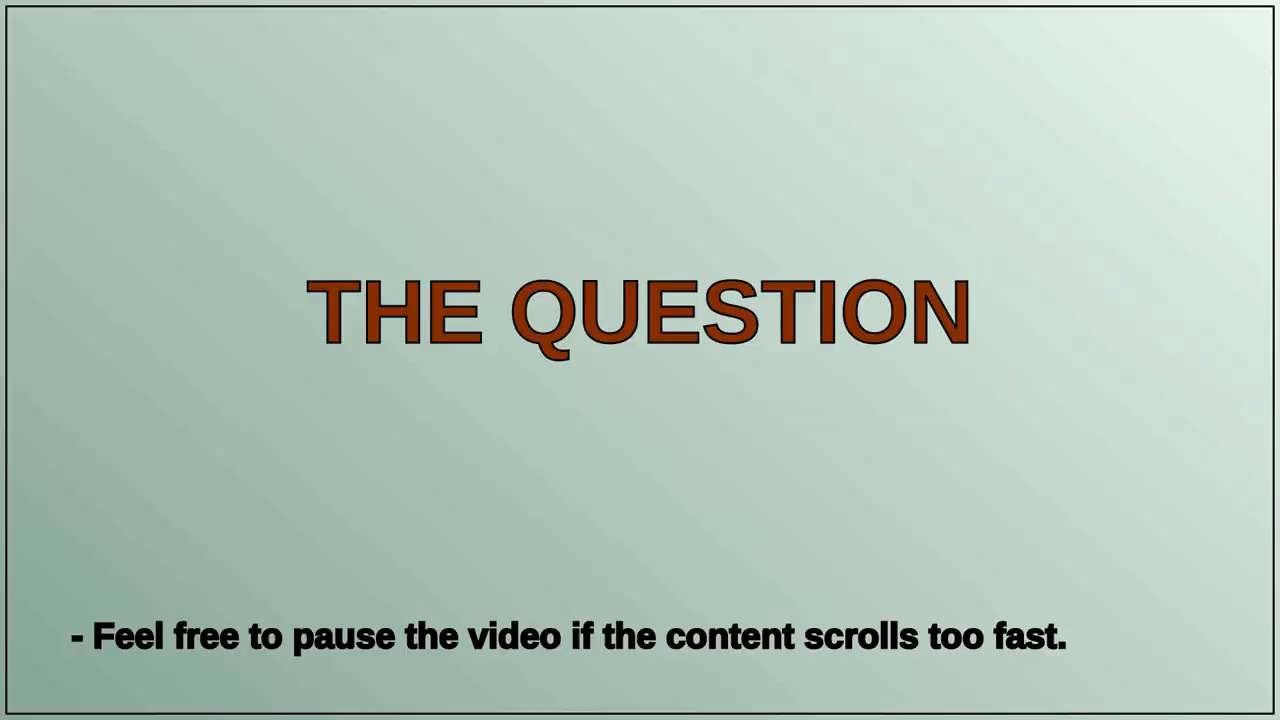 THE QUESTION
- Feel free to pause the video if the content scrolls too fast.